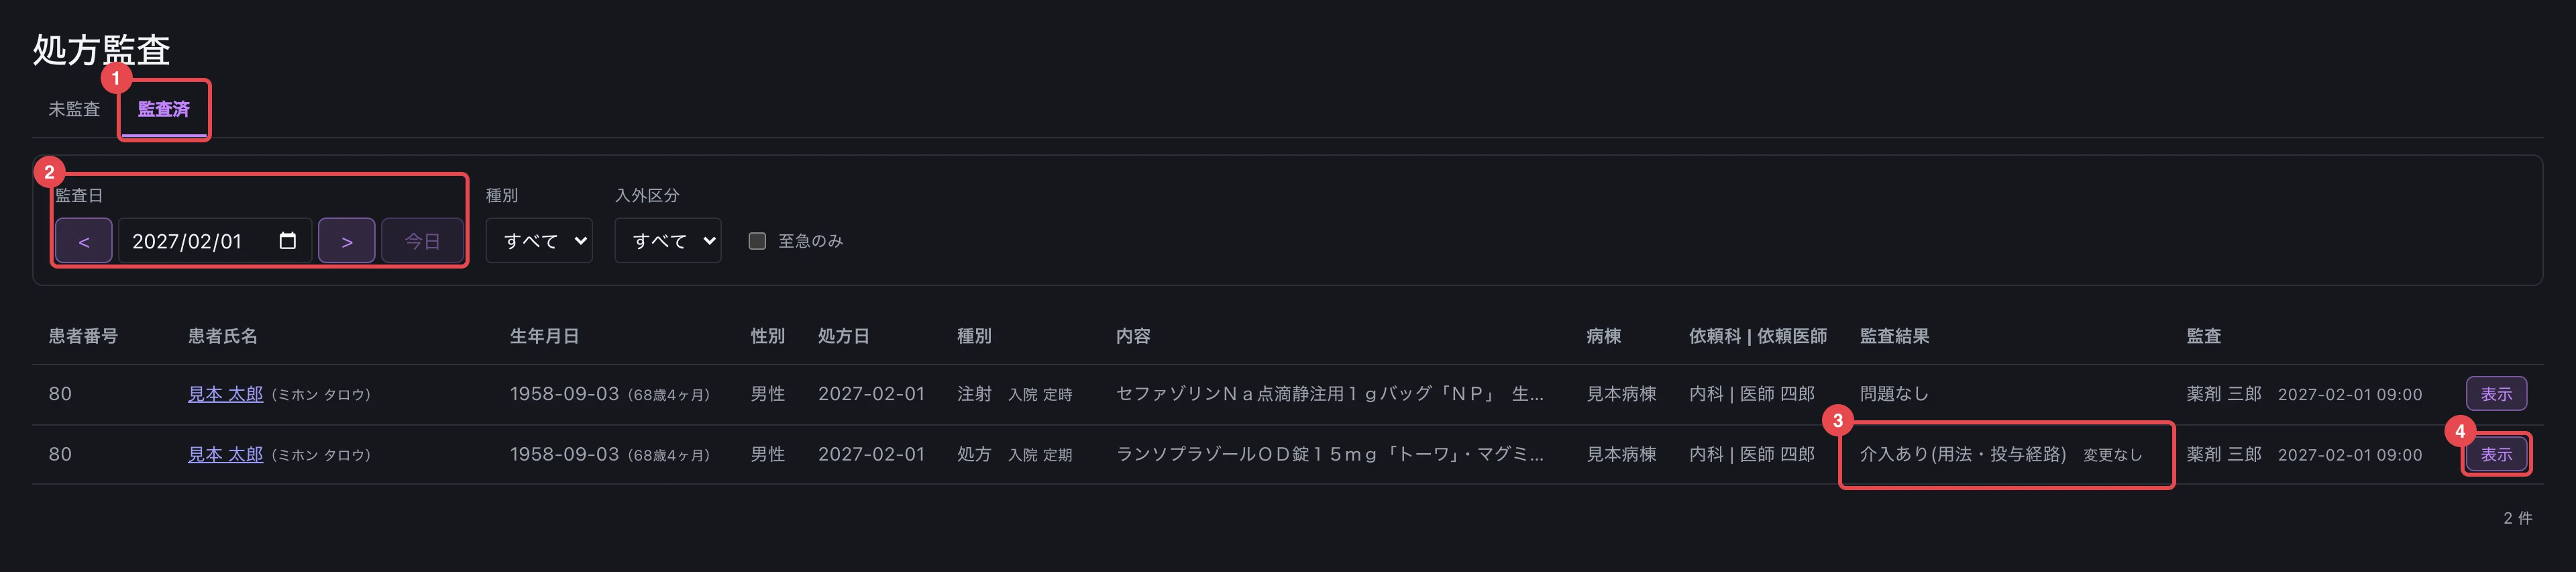 処方監査
1
未監査 監査済
2
監査日 種別 入外区分
< 2027/02/01 > 今日 すべて すべて 至急のみ
患者番号 患者氏名 生年月日 性別 処方日 種別 内容 病棟 依頼科 | 依頼医師 監査結果 監査
80 見本 太郎 (ミホン タロウ) 1958-09-03 (68歳4ヶ月) 男性 2027-02-01 注射 入院 定時 セファゾリンNa点滴静注用1gバッグ「NP」 生… 見本病棟 内科 | 医師 四郎 問題なし 薬剤 三郎 2027-02-01 09:00 表示
3 4
80 見本 太郎 (ミホン タロウ) 1958-09-03 (68歳4ヶ月) 男性 2027-02-01 処方 入院 定期 ランソプラゾールOD錠15mg「トーワ」・マグミ… 見本病棟 内科 | 医師 四郎 介入あり(用法・投与経路) 変更なし 薬剤 三郎 2027-02-01 09:00 表示
2 件